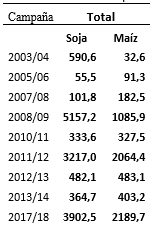 Campaña Total
Soja Maíz
2003/04 590,6 32,6
2005/06 55,5 91,3
2007/08 101,8 182,5
2008/09 5157,2 1085,9
2010/11 333,6 327,5
2011/12 3217,0 2064,4
2012/13 482,1 483,1
2013/14 364,7 403,2
2017/18 3902,5 2189,7